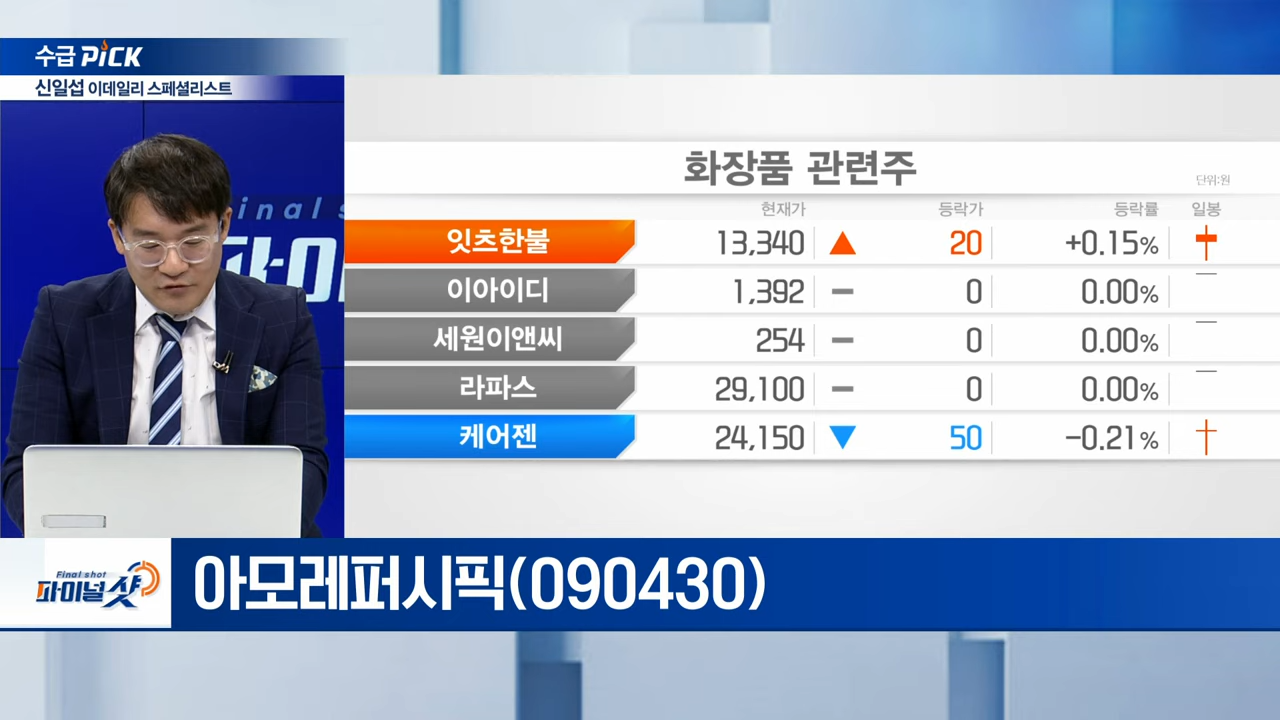 수급 PiCK
신일섭 이데일리 스페셜리스트
inal s
파이
화장품 관련주
단위:원
현재가 등락가 등락률 일봉
잇츠한불 13,340 ▲ 20 +0.15%
이아이디 1,392 − 0 0.00%
세원이앤씨 254 − 0 0.00%
라파스 29,100 − 0 0.00%
케어젠 24,150 ▼ 50 −0.21%
Final shot
파이널샷
아모레퍼시픽(090430)